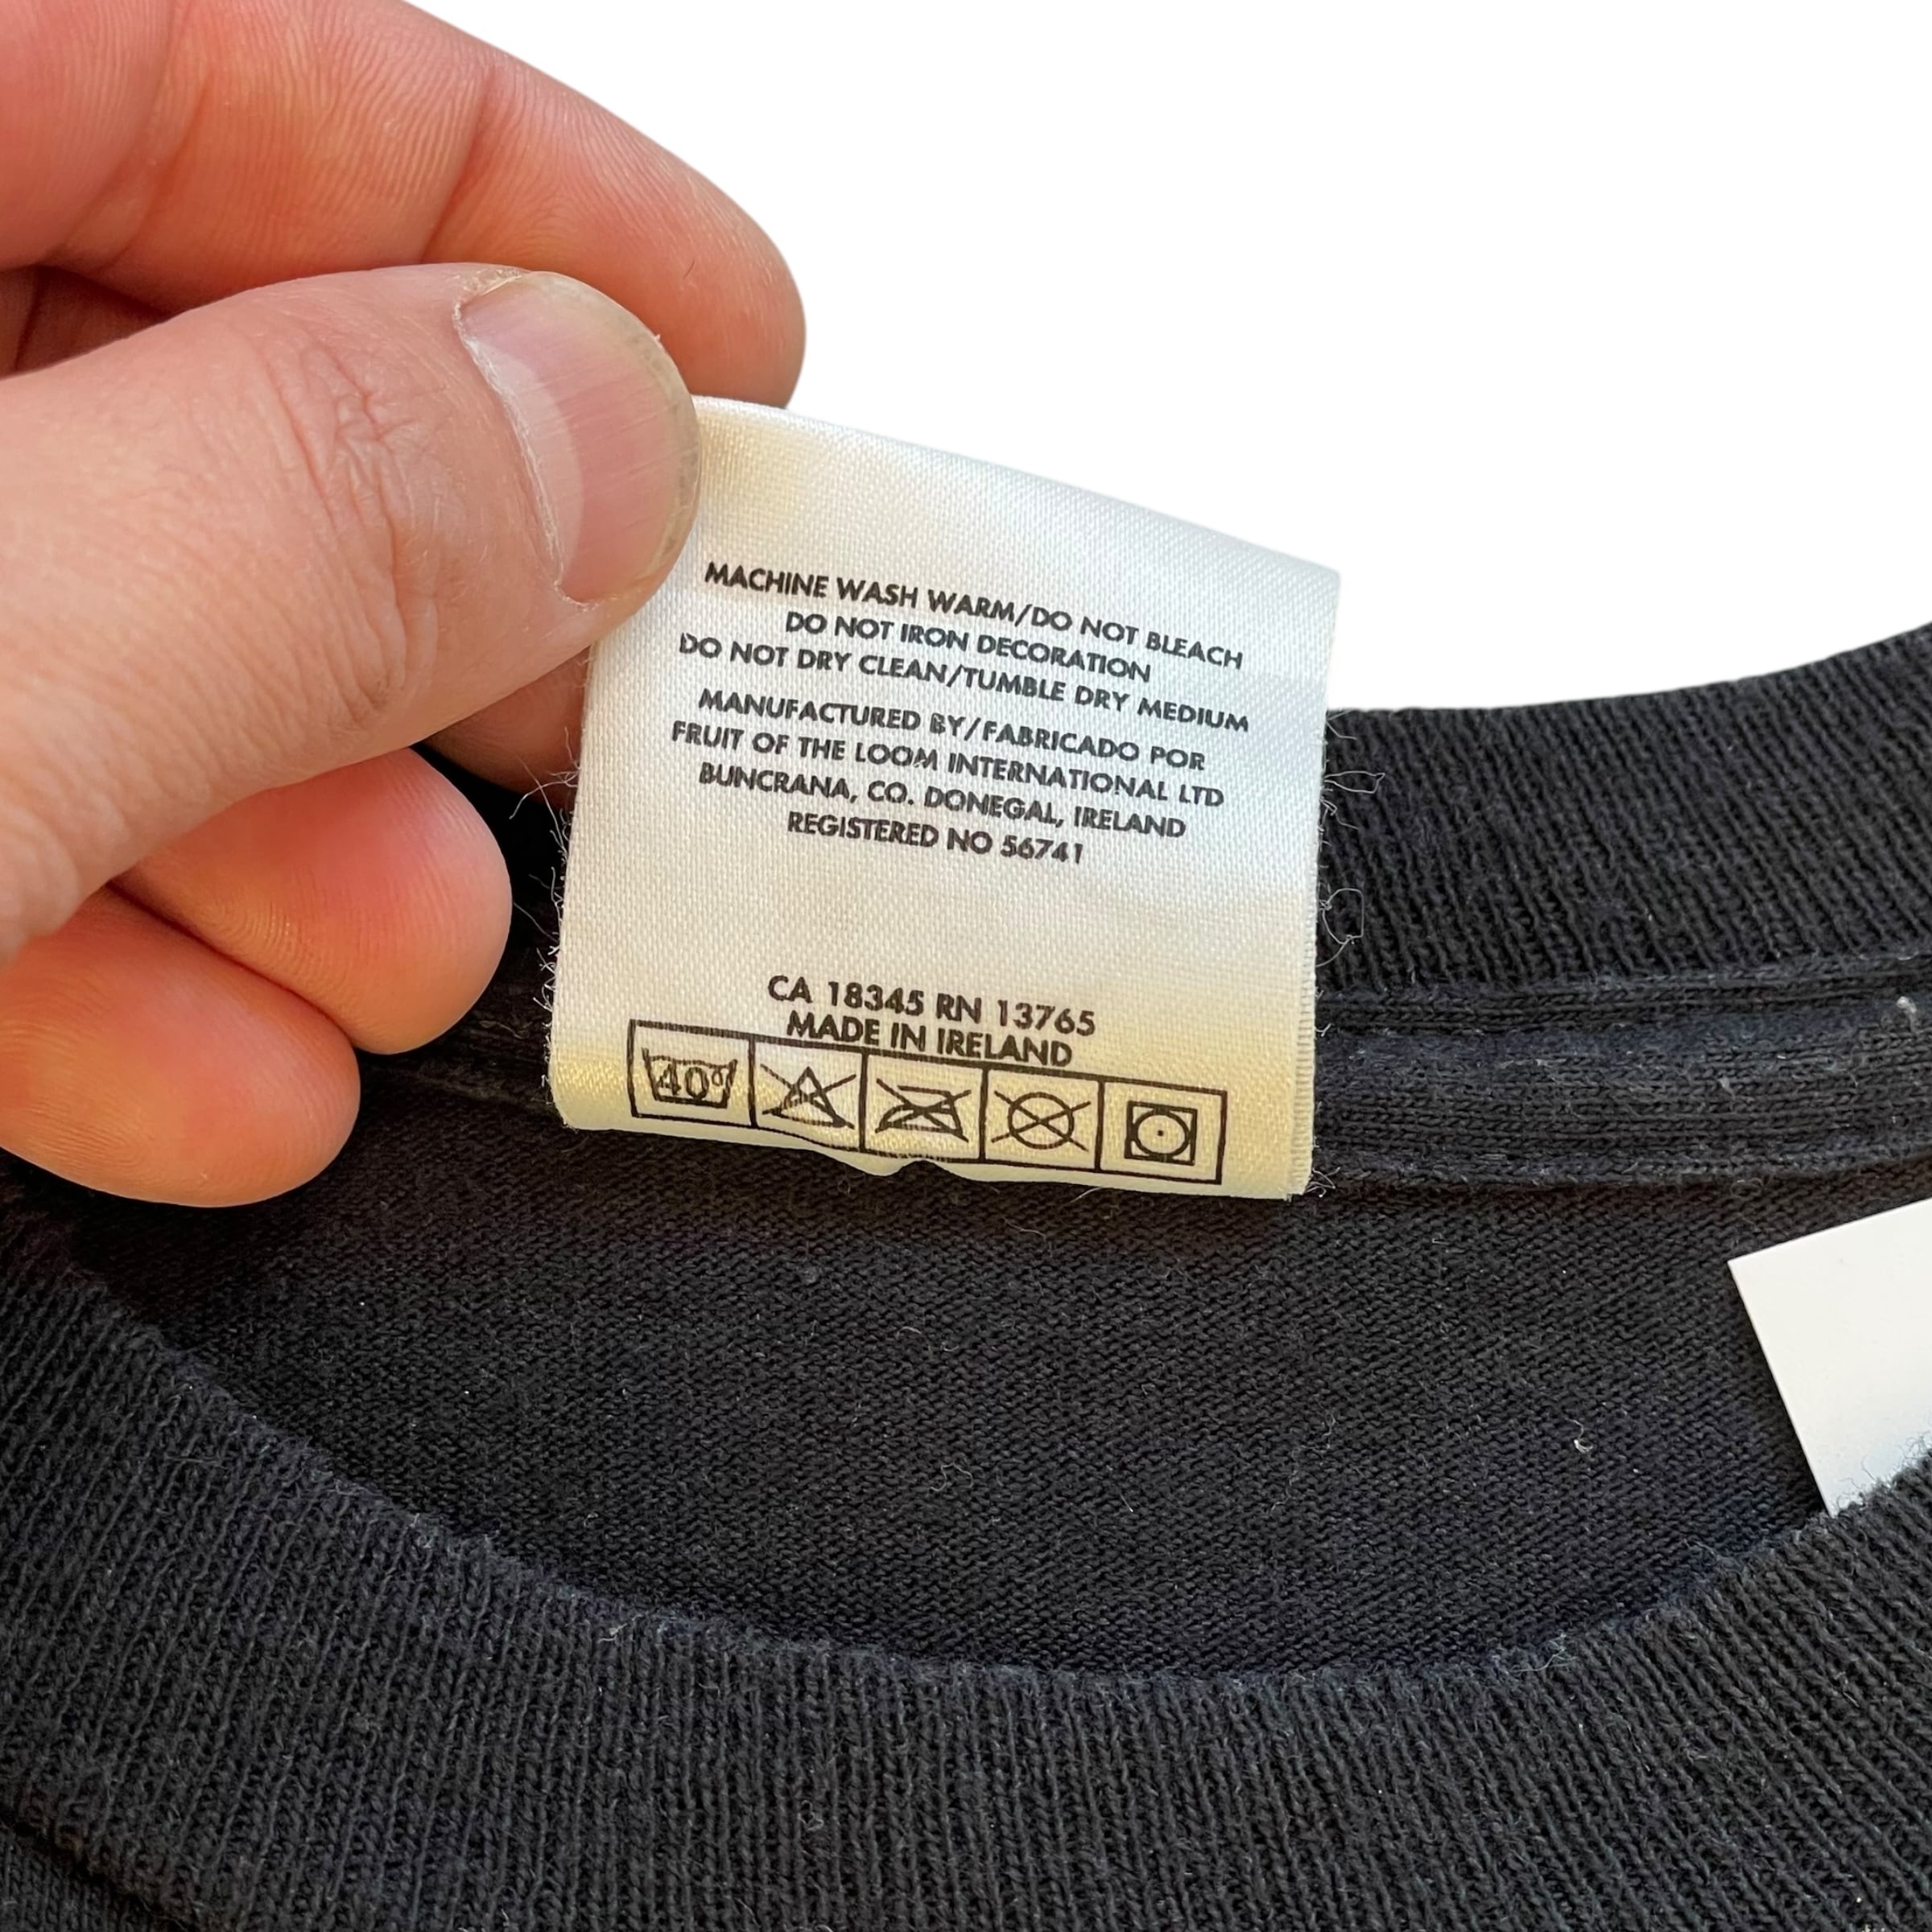 MACHINE WASH WARM/DO NOT BLEACH
DO NOT IRON DECORATION
DO NOT DRY CLEAN/TUMBLE DRY MEDIUM
MANUFACTURED BY/FABRICADO POR
FRUIT OF THE LOOM INTERNATIONAL LTD
BUNCRANA, CO. DONEGAL, IRELAND
REGISTERED NO 56741
CA 18345 RN 13765
MADE IN IRELAND
40°